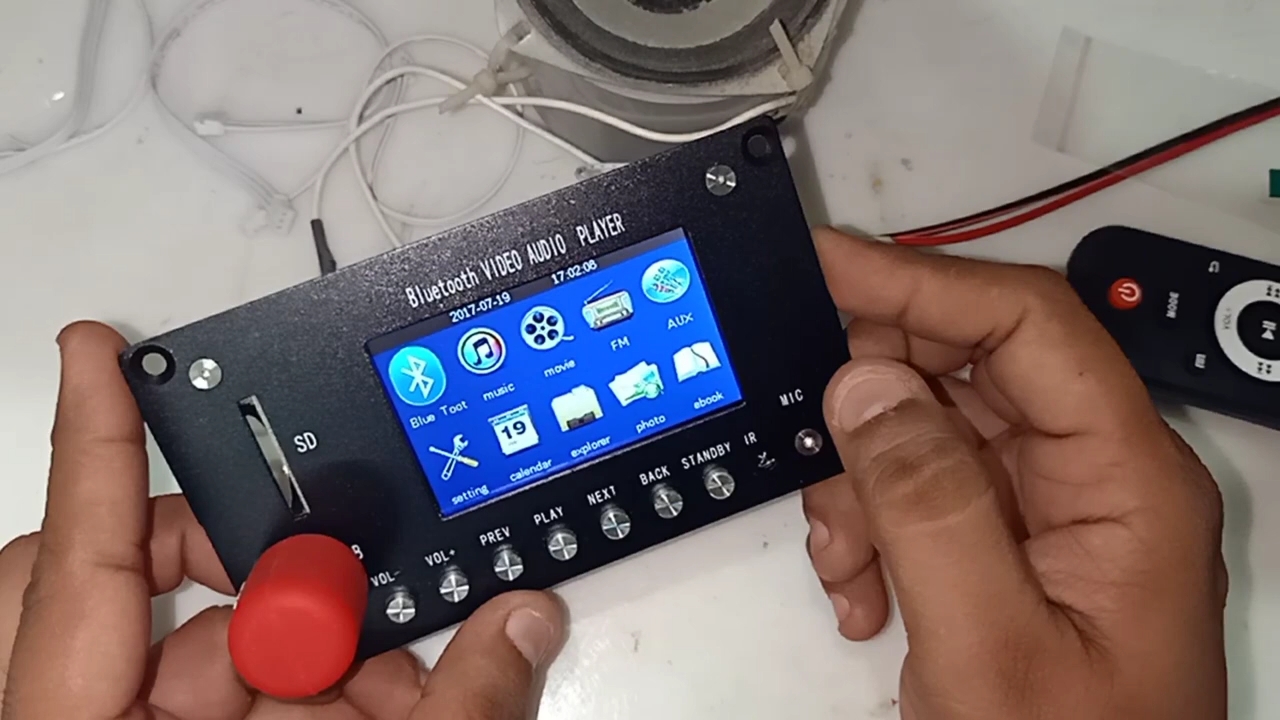 Bluetooth VIDEO AUDIO PLAYER
2017-07-19 17:02:08
Blue Toot
music
movie
FM
AUX
19
setting
calendar
explorer
photo
ebook
SD
B
VOL-
VOL+
PREV
PLAY
NEXT
BACK
STANDBY
IR
MIC
MODE
VOL-